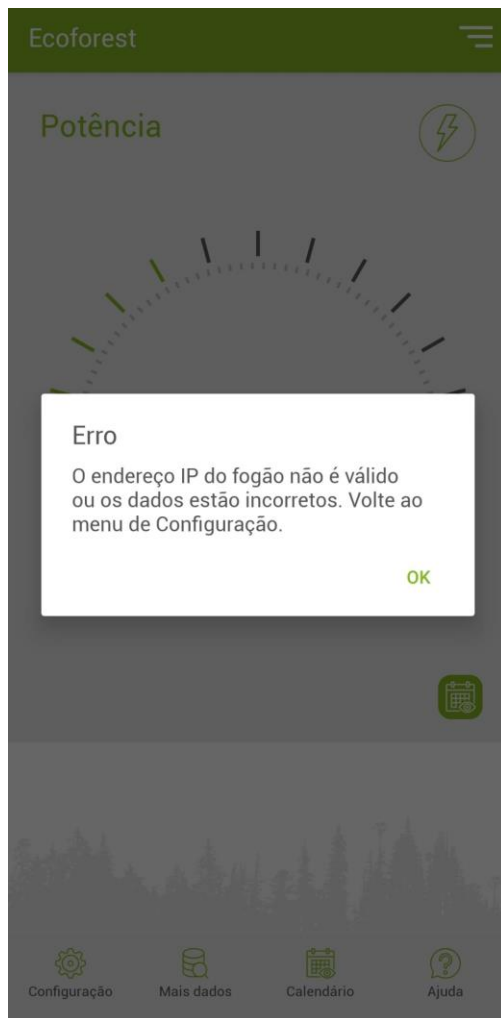 Ecoforest
Potência
Erro
O endereço IP do fogão não é válido
ou os dados estão incorretos. Volte ao
menu de Configuração.
OK
Configuração
Mais dados
Calendário
Ajuda